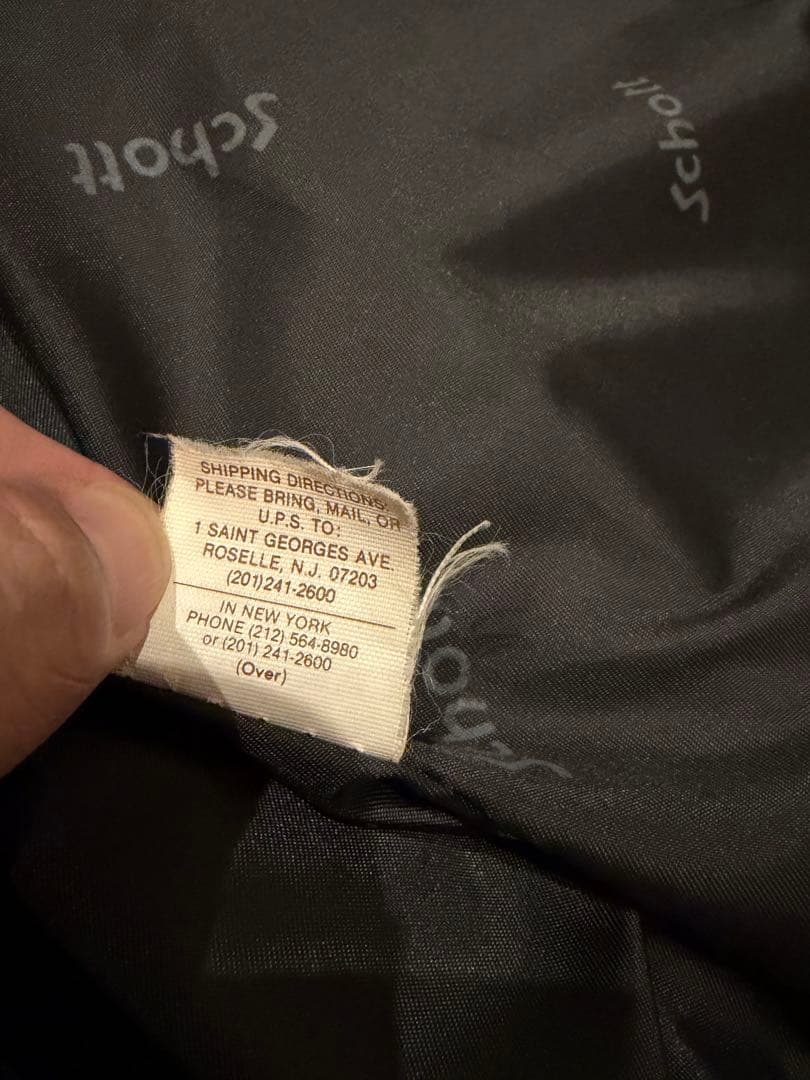 Schott
Schott
SHIPPING DIRECTIONS:
PLEASE BRING, MAIL, OR
U.P.S. TO:
1 SAINT GEORGES AVE.
ROSELLE, N.J. 07203
(201)241-2600
IN NEW YORK
PHONE (212) 564-8980
or (201) 241-2600
(Over)
Schott